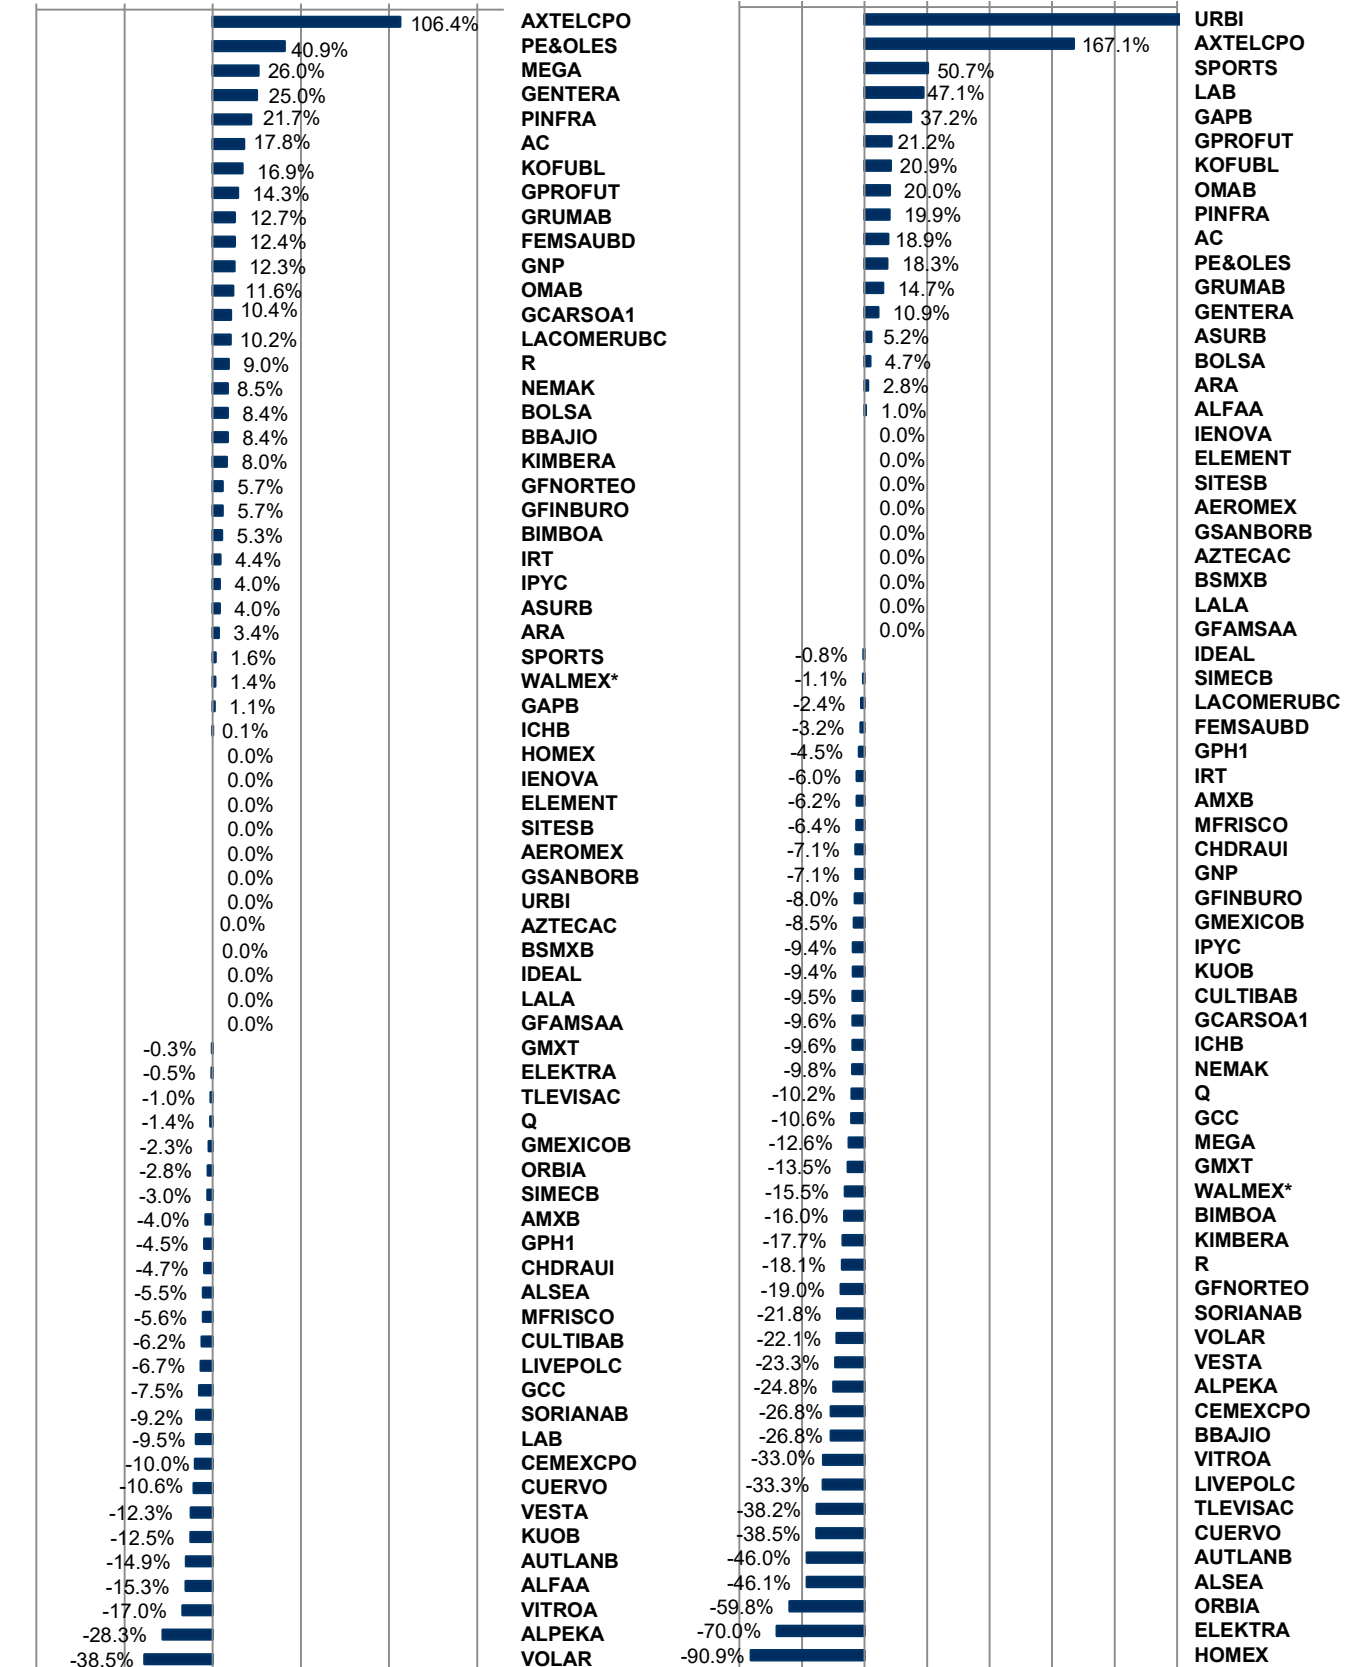 106.4% AXTELCPO
40.9% PE&OLES
26.0% MEGA
25.0% GENTERA
21.7% PINFRA
17.8% AC
16.9% KOFUBL
14.3% GPROFUT
12.7% GRUMAB
12.4% FEMSAUBD
12.3% GNP
11.6% OMAB
10.4% GCARSOA1
10.2% LACOMERUBC
9.0% R
8.5% NEMAK
8.4% BOLSA
8.4% BBAJIO
8.0% KIMBERA
5.7% GFNORTEO
5.7% GFINBURO
5.3% BIMBOA
4.4% IRT
4.0% IPYC
4.0% ASURB
3.4% ARA
1.6% SPORTS
1.4% WALMEX*
1.1% GAPB
0.1% ICHB
0.0% HOMEX
0.0% IENOVA
0.0% ELEMENT
0.0% SITESB
0.0% AEROMEX
0.0% GSANBORB
0.0% URBI
0.0% AZTECAC
0.0% BSMXB
0.0% IDEAL
0.0% LALA
0.0% GFAMSAA
-0.3% GMXT
-0.5% ELEKTRA
-1.0% TLEVISAC
-1.4% Q
-2.3% GMEXICOB
-2.8% ORBIA
-3.0% SIMECB
-4.0% AMXB
-4.5% GPH1
-4.7% CHDRAUI
-5.5% ALSEA
-5.6% MFRISCO
-6.2% CULTIBAB
-6.7% LIVEPOLC
-7.5% GCC
-9.2% SORIANAB
-9.5% LAB
-10.0% CEMEXCPO
-10.6% CUERVO
-12.3% VESTA
-12.5% KUOB
-14.9% AUTLANB
-15.3% ALFAA
-17.0% VITROA
-28.3% ALPEKA
-38.5% VOLAR
URBI
167.1% AXTELCPO
50.7% SPORTS
47.1% LAB
37.2% GAPB
21.2% GPROFUT
20.9% KOFUBL
20.0% OMAB
19.9% PINFRA
18.9% AC
18.3% PE&OLES
14.7% GRUMAB
10.9% GENTERA
5.2% ASURB
4.7% BOLSA
2.8% ARA
1.0% ALFAA
0.0% IENOVA
0.0% ELEMENT
0.0% SITESB
0.0% AEROMEX
0.0% GSANBORB
0.0% AZTECAC
0.0% BSMXB
0.0% LALA
0.0% GFAMSAA
-0.8% IDEAL
-1.1% SIMECB
-2.4% LACOMERUBC
-3.2% FEMSAUBD
-4.5% GPH1
-6.0% IRT
-6.2% AMXB
-6.4% MFRISCO
-7.1% CHDRAUI
-7.1% GNP
-8.0% GFINBURO
-8.5% GMEXICOB
-9.4% IPYC
-9.4% KUOB
-9.5% CULTIBAB
-9.6% GCARSOA1
-9.6% ICHB
-9.8% NEMAK
-10.2% Q
-10.6% GCC
-12.6% MEGA
-13.5% GMXT
-15.5% WALMEX*
-16.0% BIMBOA
-17.7% KIMBERA
-18.1% R
-19.0% GFNORTEO
-21.8% SORIANAB
-22.1% VOLAR
-23.3% VESTA
-24.8% ALPEKA
-26.8% CEMEXCPO
-26.8% BBAJIO
-33.0% VITROA
-33.3% LIVEPOLC
-38.2% TLEVISAC
-38.5% CUERVO
-46.0% AUTLANB
-46.1% ALSEA
-59.8% ORBIA
-70.0% ELEKTRA
-90.9% HOMEX